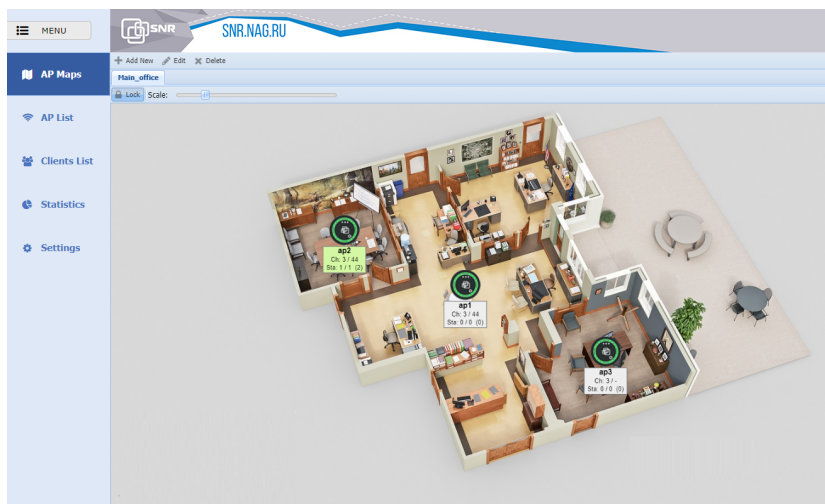 MENU
SNR
SNR.NAG.RU
Add New Edit Delete
AP Maps
Main_office
Lock Scale:
AP List
Clients List
Statistics
Settings
ap2
Ch: 3 / 44
Sta: 1 / 1 (2)
ap1
Ch: 3 / 44
Sta: 0 / 0 (0)
ap3
Ch: 3 / -
Sta: 0 / 0 (0)